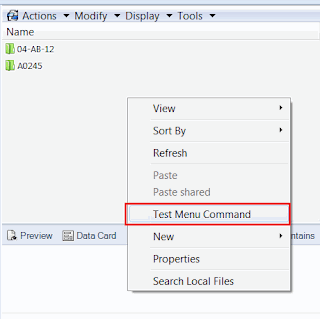 Actions Modify Display Tools
Name
04-AB-12
A0245
View
Sort By
Refresh
Paste
Paste shared
Test Menu Command
New
Properties
Search Local Files
Preview Data Card ntains